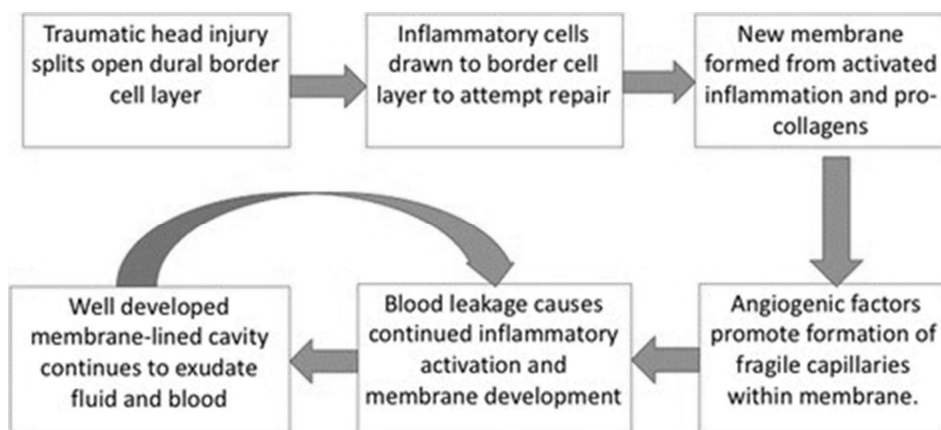 Traumatic head injury
splits open dural border
cell layer
Inflammatory cells
drawn to border cell
layer to attempt repair
New membrane
formed from activated
inflammation and pro-
collagens
Angiogenic factors
promote formation of
fragile capillaries
within membrane.
Blood leakage causes
continued inflammatory
activation and
membrane development
Well developed
membrane-lined cavity
continues to exudate
fluid and blood